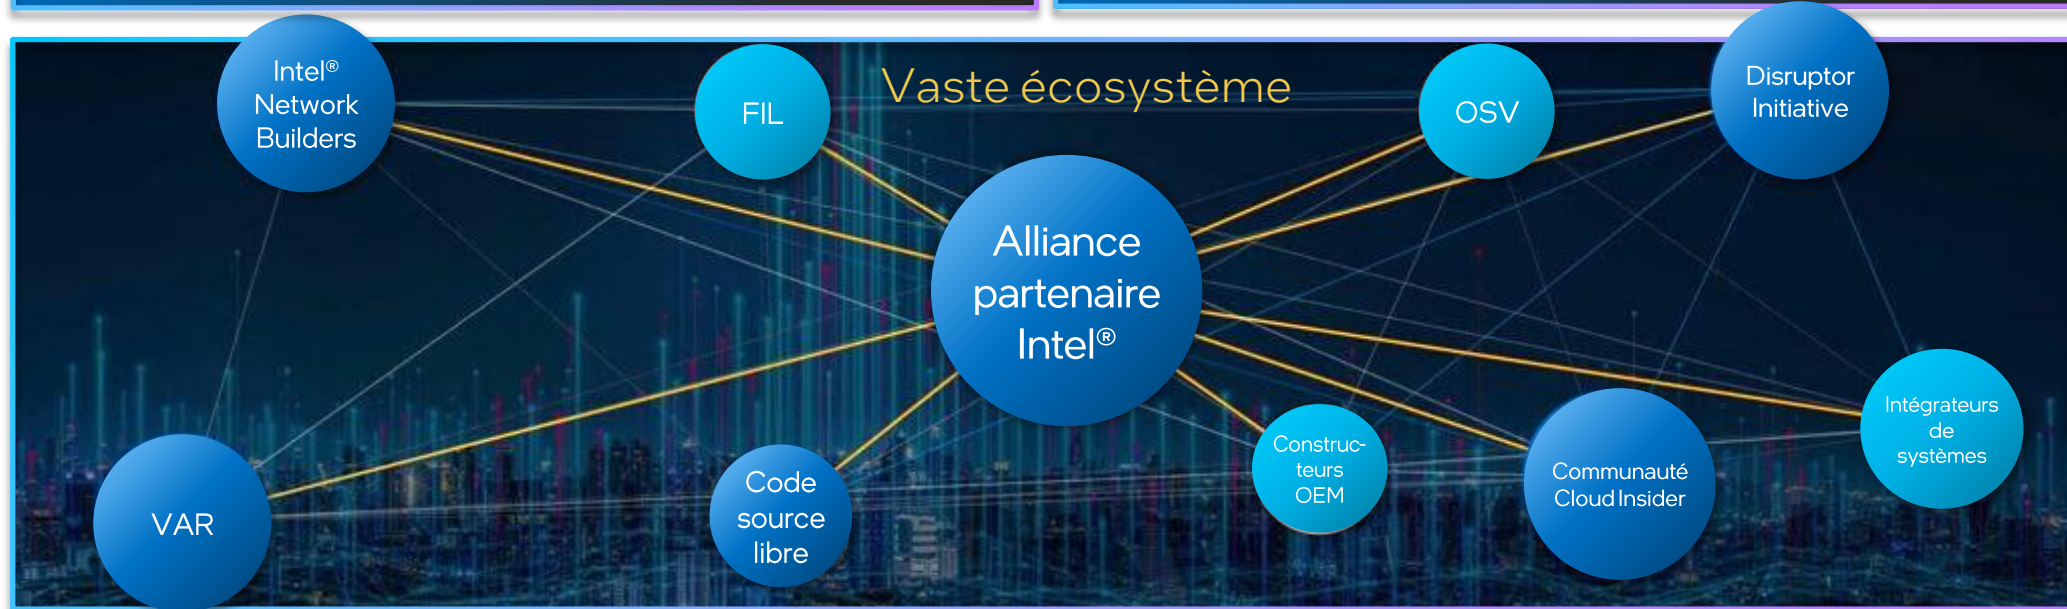 Vaste écosystème
Intel®
Network
Builders
FIL
OSV
Disruptor
Initiative
Alliance
partenaire
Intel®
VAR
Code
source
libre
Construc-
teurs
OEM
Communauté
Cloud Insider
Intégrateurs
de
systèmes